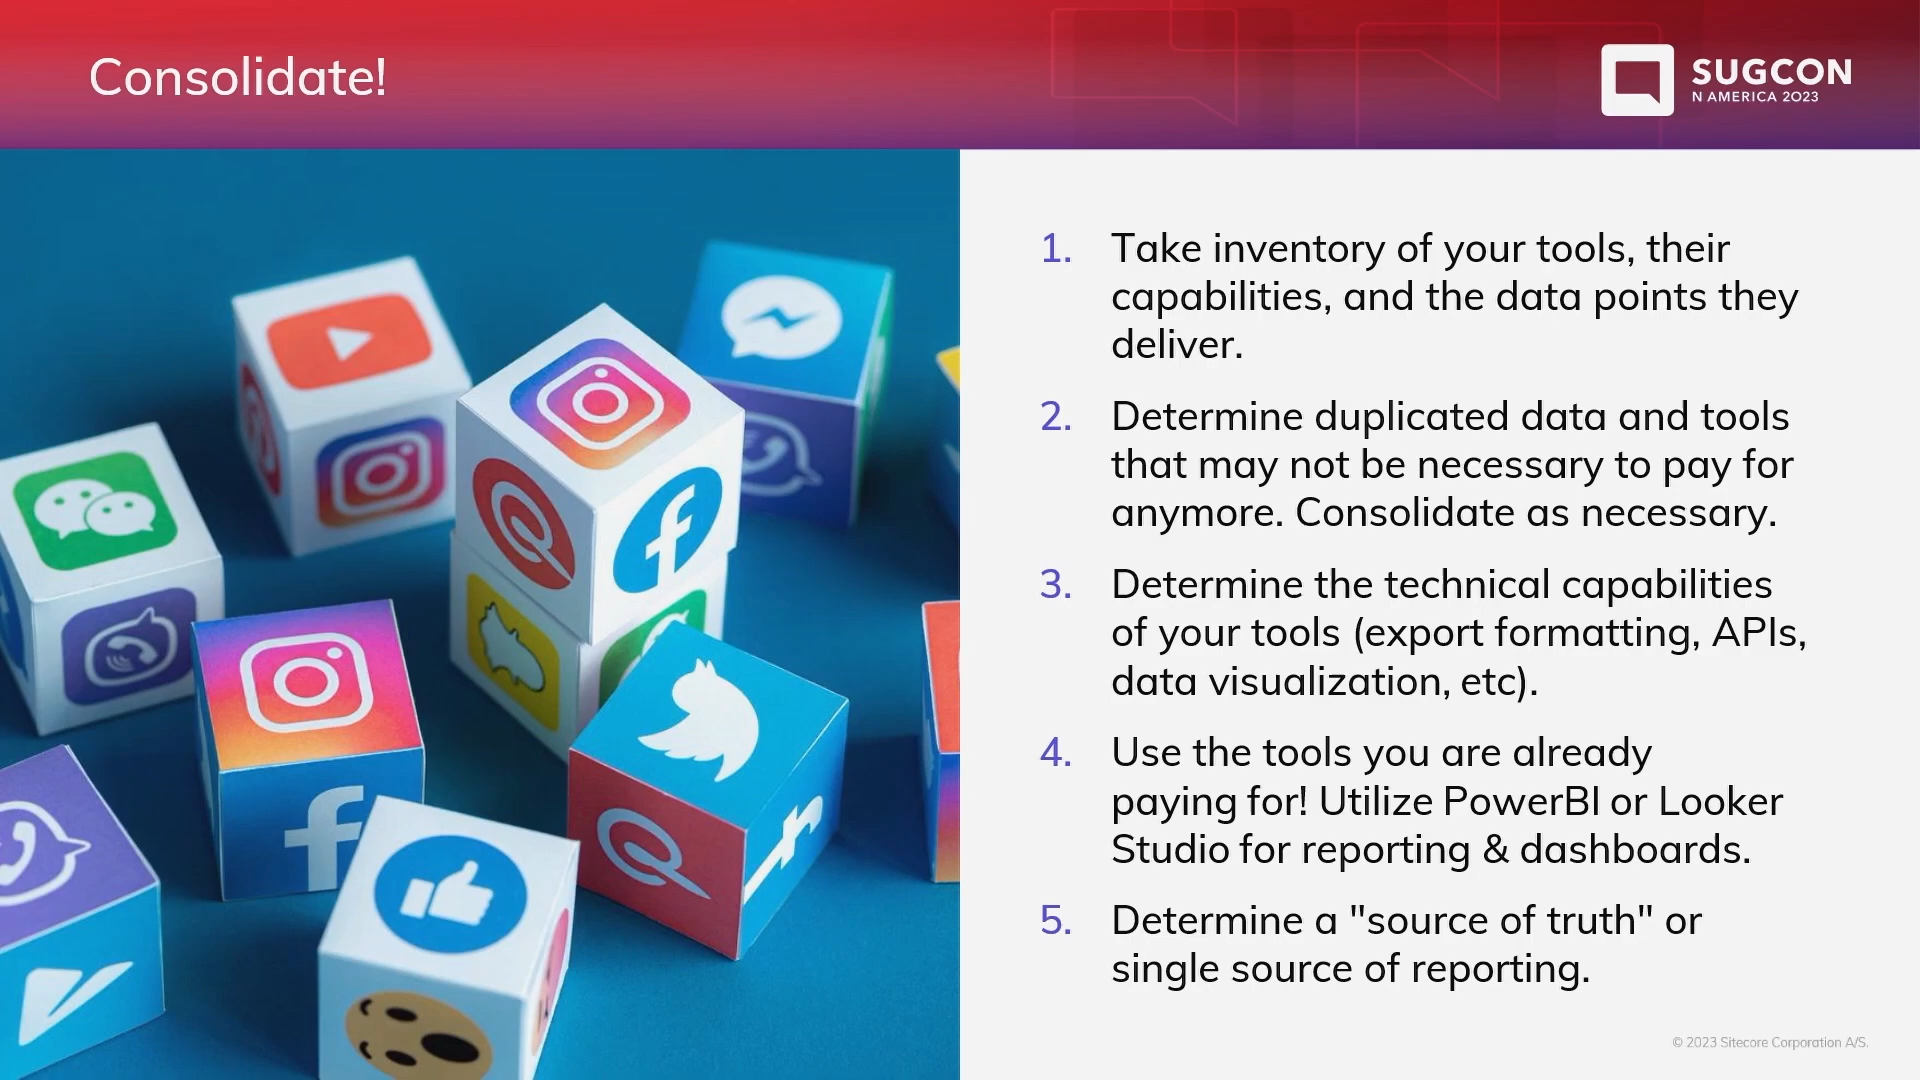 Consolidate!
SUGCON
N AMERICA 2023
1. Take inventory of your tools, their
capabilities, and the data points they
deliver.
2. Determine duplicated data and tools
that may not be necessary to pay for
anymore. Consolidate as necessary.
3. Determine the technical capabilities
of your tools (export formatting, APIs,
data visualization, etc).
4. Use the tools you are already
paying for! Utilize PowerBI or Looker
Studio for reporting & dashboards.
5. Determine a "source of truth" or
single source of reporting.
© 2023 Sitecore Corporation A/S.